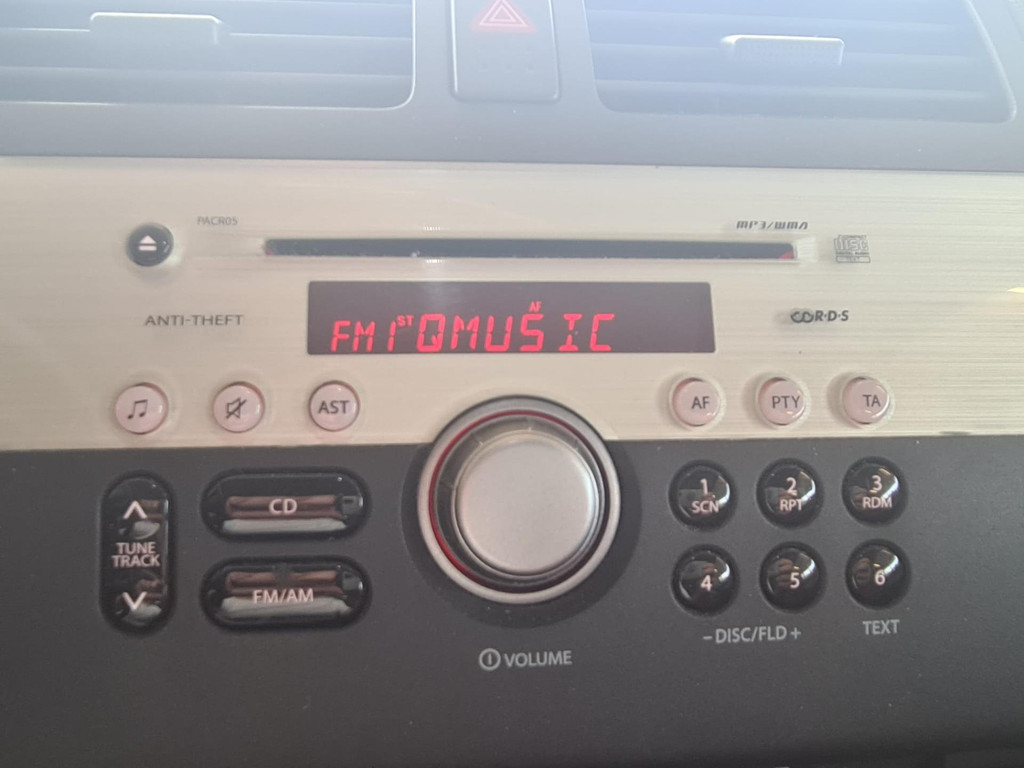 PACR05
MP3/WMA
ANTI-THEFT
AF
FM1 ST QMUSIC
R·D·S
AST
AF
PTY
TA
CD
1
SCN
2
RPT
3
RDM
TUNE
TRACK
FM/AM
4
5
6
-DISC/FLD+
TEXT
VOLUME